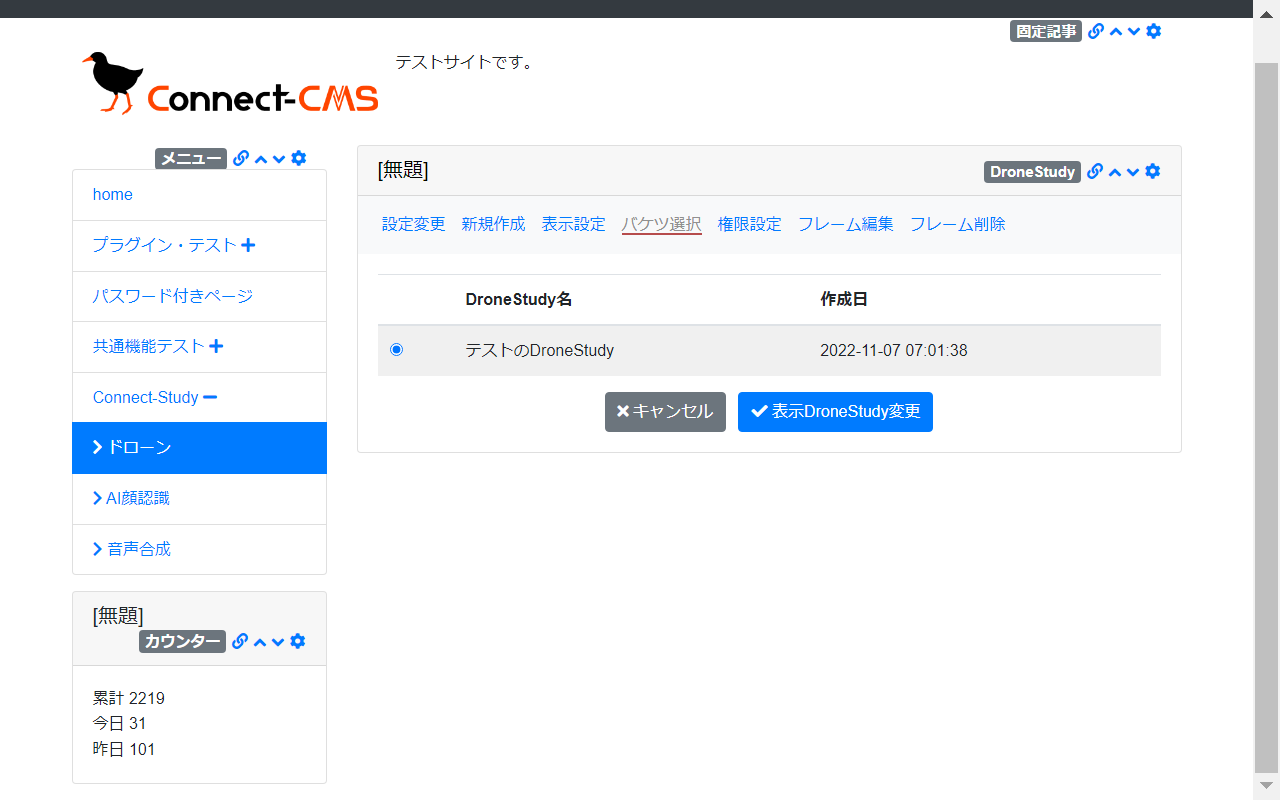 固定記事
Connect-CMS
テストサイトです。
メニュー
home
プラグイン・テスト
パスワード付きページ
共通機能テスト
Connect-Study
ドローン
AI顔認識
音声合成
[無題]
カウンター
累計 2219
今日 31
昨日 101
[無題] DroneStudy
設定変更 新規作成 表示設定 バケツ選択 権限設定 フレーム編集 フレーム削除
DroneStudy名 作成日
テストのDroneStudy 2022-11-07 07:01:38
キャンセル 表示DroneStudy変更